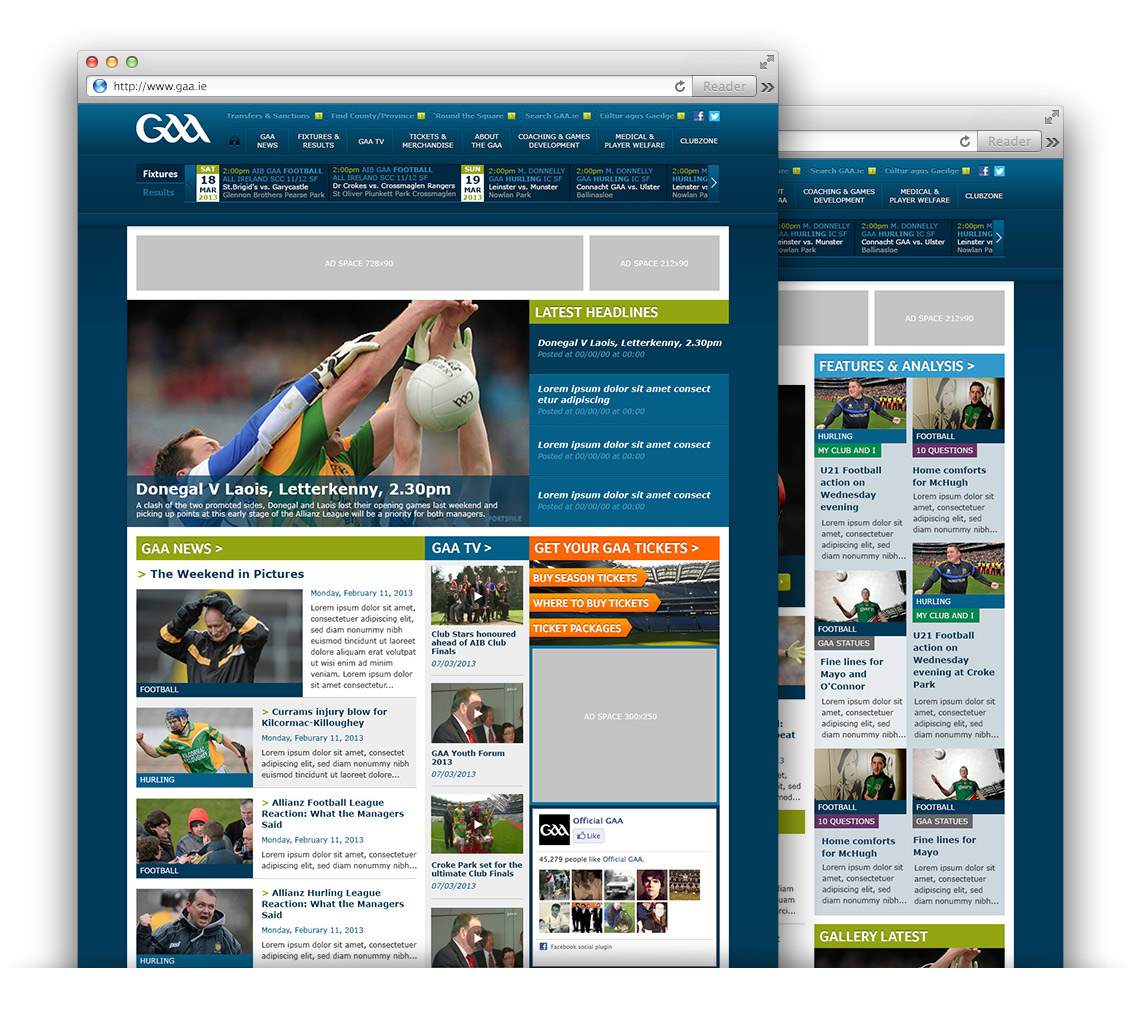 http://www.gaa.ie
Reader
Transfers & Sanctions
Find County/Province
'Round the Square
Search GAA.ie
Cúltur agus Gaeilge
GAA
GAA NEWS
FIXTURES & RESULTS
GAA TV
TICKETS & MERCHANDISE
ABOUT THE GAA
COACHING & GAMES DEVELOPMENT
MEDICAL & PLAYER WELFARE
CLUBZONE
Fixtures
Results
SAT
18
MAR
2013
2:00pm AIB GAA FOOTBALL
ALL IRELAND SCC 11/12 SF
St.Brigid's vs. Garycastle
Glennon Brothers Pearse Park
2:00pm AIB GAA FOOTBALL
ALL IRELAND SCC 11/12 SF
Dr Crokes vs. Crossmaglen Rangers
St Oliver Plunkett Park Crossmaglen
SUN
19
MAR
2013
2:00pm M. DONNELLY
GAA HURLING IC SF
Leinster vs. Munster
Nowlan Park
2:00pm M. DONNELLY
GAA HURLING IC SF
Connacht GAA vs. Ulster
Ballinasloe
2:00pm M
HURLING
Leinster vs
Nowlan Pa
AD SPACE 728x90
AD SPACE 212x90
Donegal V Laois, Letterkenny, 2.30pm
A clash of the two promoted sides, Donegal and Laois lost their opening games last weekend and
picking up points at this early stage of the Allianz League will be a priority for both managers.
PORTSFILE
LATEST HEADLINES
Donegal V Laois, Letterkenny, 2.30pm
Posted at 00/00/00 at 00:00
Lorem ipsum dolor sit amet consect
etur adipiscing
Posted at 00/00/00 at 00:00
Lorem ipsum dolor sit amet consect
Posted at 00/00/00 at 00:00
Lorem ipsum dolor sit amet consect
Posted at 00/00/00 at 00:00
GAA NEWS >
> The Weekend in Pictures
Monday, February 11, 2013
Lorem ipsum dolor sit amet,
consectetuer adipiscing elit,
sed diam nonummy nibh
euismod tincidunt ut laoreet
dolore aliquam erat volutpat
ut wisi enim ad minim
veniam. Lorem ipsum dolor
sit amet consectetur...
FOOTBALL
> Currams injury blow for
Kilcormac-Killoughey
Monday, Feburary 11, 2013
Lorem ipsum dolor sit amet, consectet
adipiscing elit, sed diam nonummy nibh
euismod tincidunt ut laoreet dolore...
HURLING
> Allianz Football League
Reaction: What the Managers
Said
Monday, Feburary 11, 2013
Lorem ipsum dolor sit amet, consectetuer
adipiscing elit, sed diam nonummy nibh...
FOOTBALL
> Allianz Hurling League
Reaction: What the Managers
Said
Monday, Feburary 11, 2013
Lorem ipsum dolor sit amet, consectetuer
adipiscing elit, sed diam nonummy nibh...
HURLING
GAA TV >
Club Stars honoured
ahead of AIB Club
Finals
07/03/2013
GAA Youth Forum
2013
07/03/2013
Croke Park set for the
ultimate Club Finals
07/03/2013
GET YOUR GAA TICKETS >
BUY SEASON TICKETS
WHERE TO BUY TICKETS
TICKET PACKAGES
AD SPACE 300x250
GAA
Official GAA
Like
45,279 people like Official GAA.
Facebook social plugin
Reader
Search GAA.ie
Cúltur agus Gaeilge
COACHING & GAMES DEVELOPMENT
MEDICAL & PLAYER WELFARE
CLUBZONE
:00pm M. DONNELLY
GAA HURLING IC SF
Leinster vs. Munster
Nowlan Park
2:00pm M. DONNELLY
GAA HURLING IC SF
Connacht GAA vs. Ulster
Ballinasloe
2:00pm M
HURLING
Leinster vs
Nowlan Pa
AD SPACE 212x90
FEATURES & ANALYSIS >
HURLING
MY CLUB AND I
U21 Football
action on
Wednesday
evening
Lorem ipsum dolor sit
amet, consectetuer
adipiscing elit, sed
diam nonummy nibh...
FOOTBALL
GAA STATUES
Fine lines for
Mayo and
O'Connor
Lorem ipsum dolor sit
amet, consectetuer
adipiscing elit, sed
diam nonummy nibh...
FOOTBALL
10 QUESTIONS
Home comforts
for McHugh
Lorem ipsum dolor sit
amet, consectetuer
adipiscing elit, sed
diam nonummy nibh...
FOOTBALL
10 QUESTIONS
Home comforts
for McHugh
Lorem ipsum dolor sit
amet, consectetuer
adipiscing elit, sed
diam nonummy nibh...
HURLING
MY CLUB AND I
U21 Football
action on
Wednesday
evening at Croke
Park
Lorem ipsum dolor sit
amet, consectetuer
adipiscing elit, sed
diam nonummy nibh...
FOOTBALL
GAA STATUES
Fine lines for
Mayo
Lorem ipsum dolor sit
amet, consectetuer
adipiscing elit, sed
diam nonummy nibh...
GALLERY LATEST